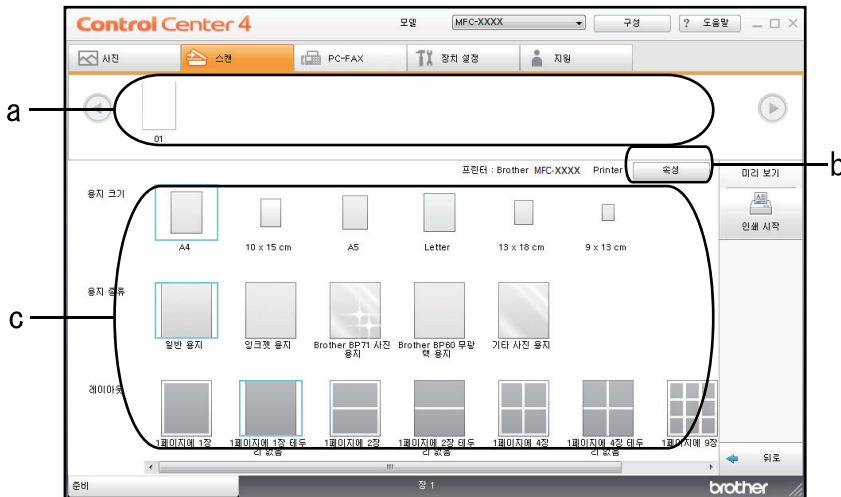 Control Center 4 모델 MFC-XXXX 구성 ? 도움말
사진 스캔 PC-FAX 장치 설정 지원
a
01
b
프린터 : Brother MFC-XXXX Printer 속성 미리 보기
용지 크기
인쇄 시작
A4 10 x 15 cm A5 Letter 13 x 18 cm 9 x 13 cm
용지 종류
c
일반 용지 잉크젯 용지 Brother BP71 사진 용지 Brother BP60 무광택 용지 기타 사진 용지
레이아웃
1페이지에 1장 1페이지에 1장 테두리 없음 1페이지에 2장 1페이지에 2장 테두리 없음 1페이지에 4장 1페이지에 4장 테두리 없음 1페이지에 9장
뒤로
준비 장 1 brother